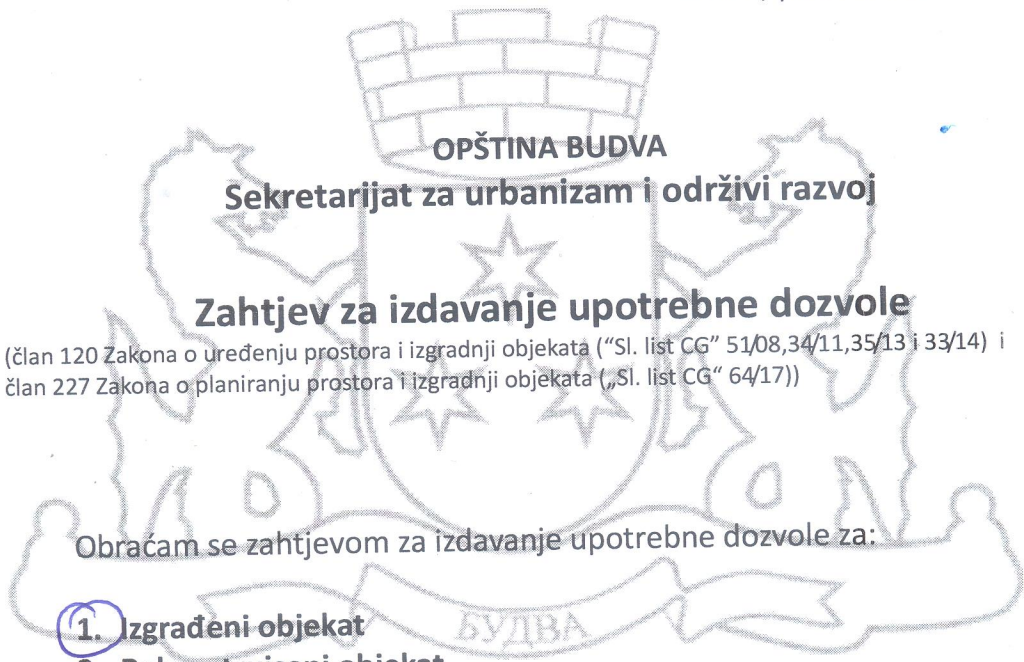 OPŠTINA BUDVA
Sekretarijat za urbanizam i održivi razvoj
Zahtjev za izdavanje upotrebne dozvole
(član 120 Zakona o uređenju prostora i izgradnji objekata (“Sl. list CG” 51/08,34/11,35/13 i 33/14) i
član 227 Zakona o planiranju prostora i izgradnji objekata („Sl. list CG“ 64/17))
Obraćam se zahtjevom za izdavanje upotrebne dozvole za:
1. Izgrađeni objekat
БУДВА
objekat